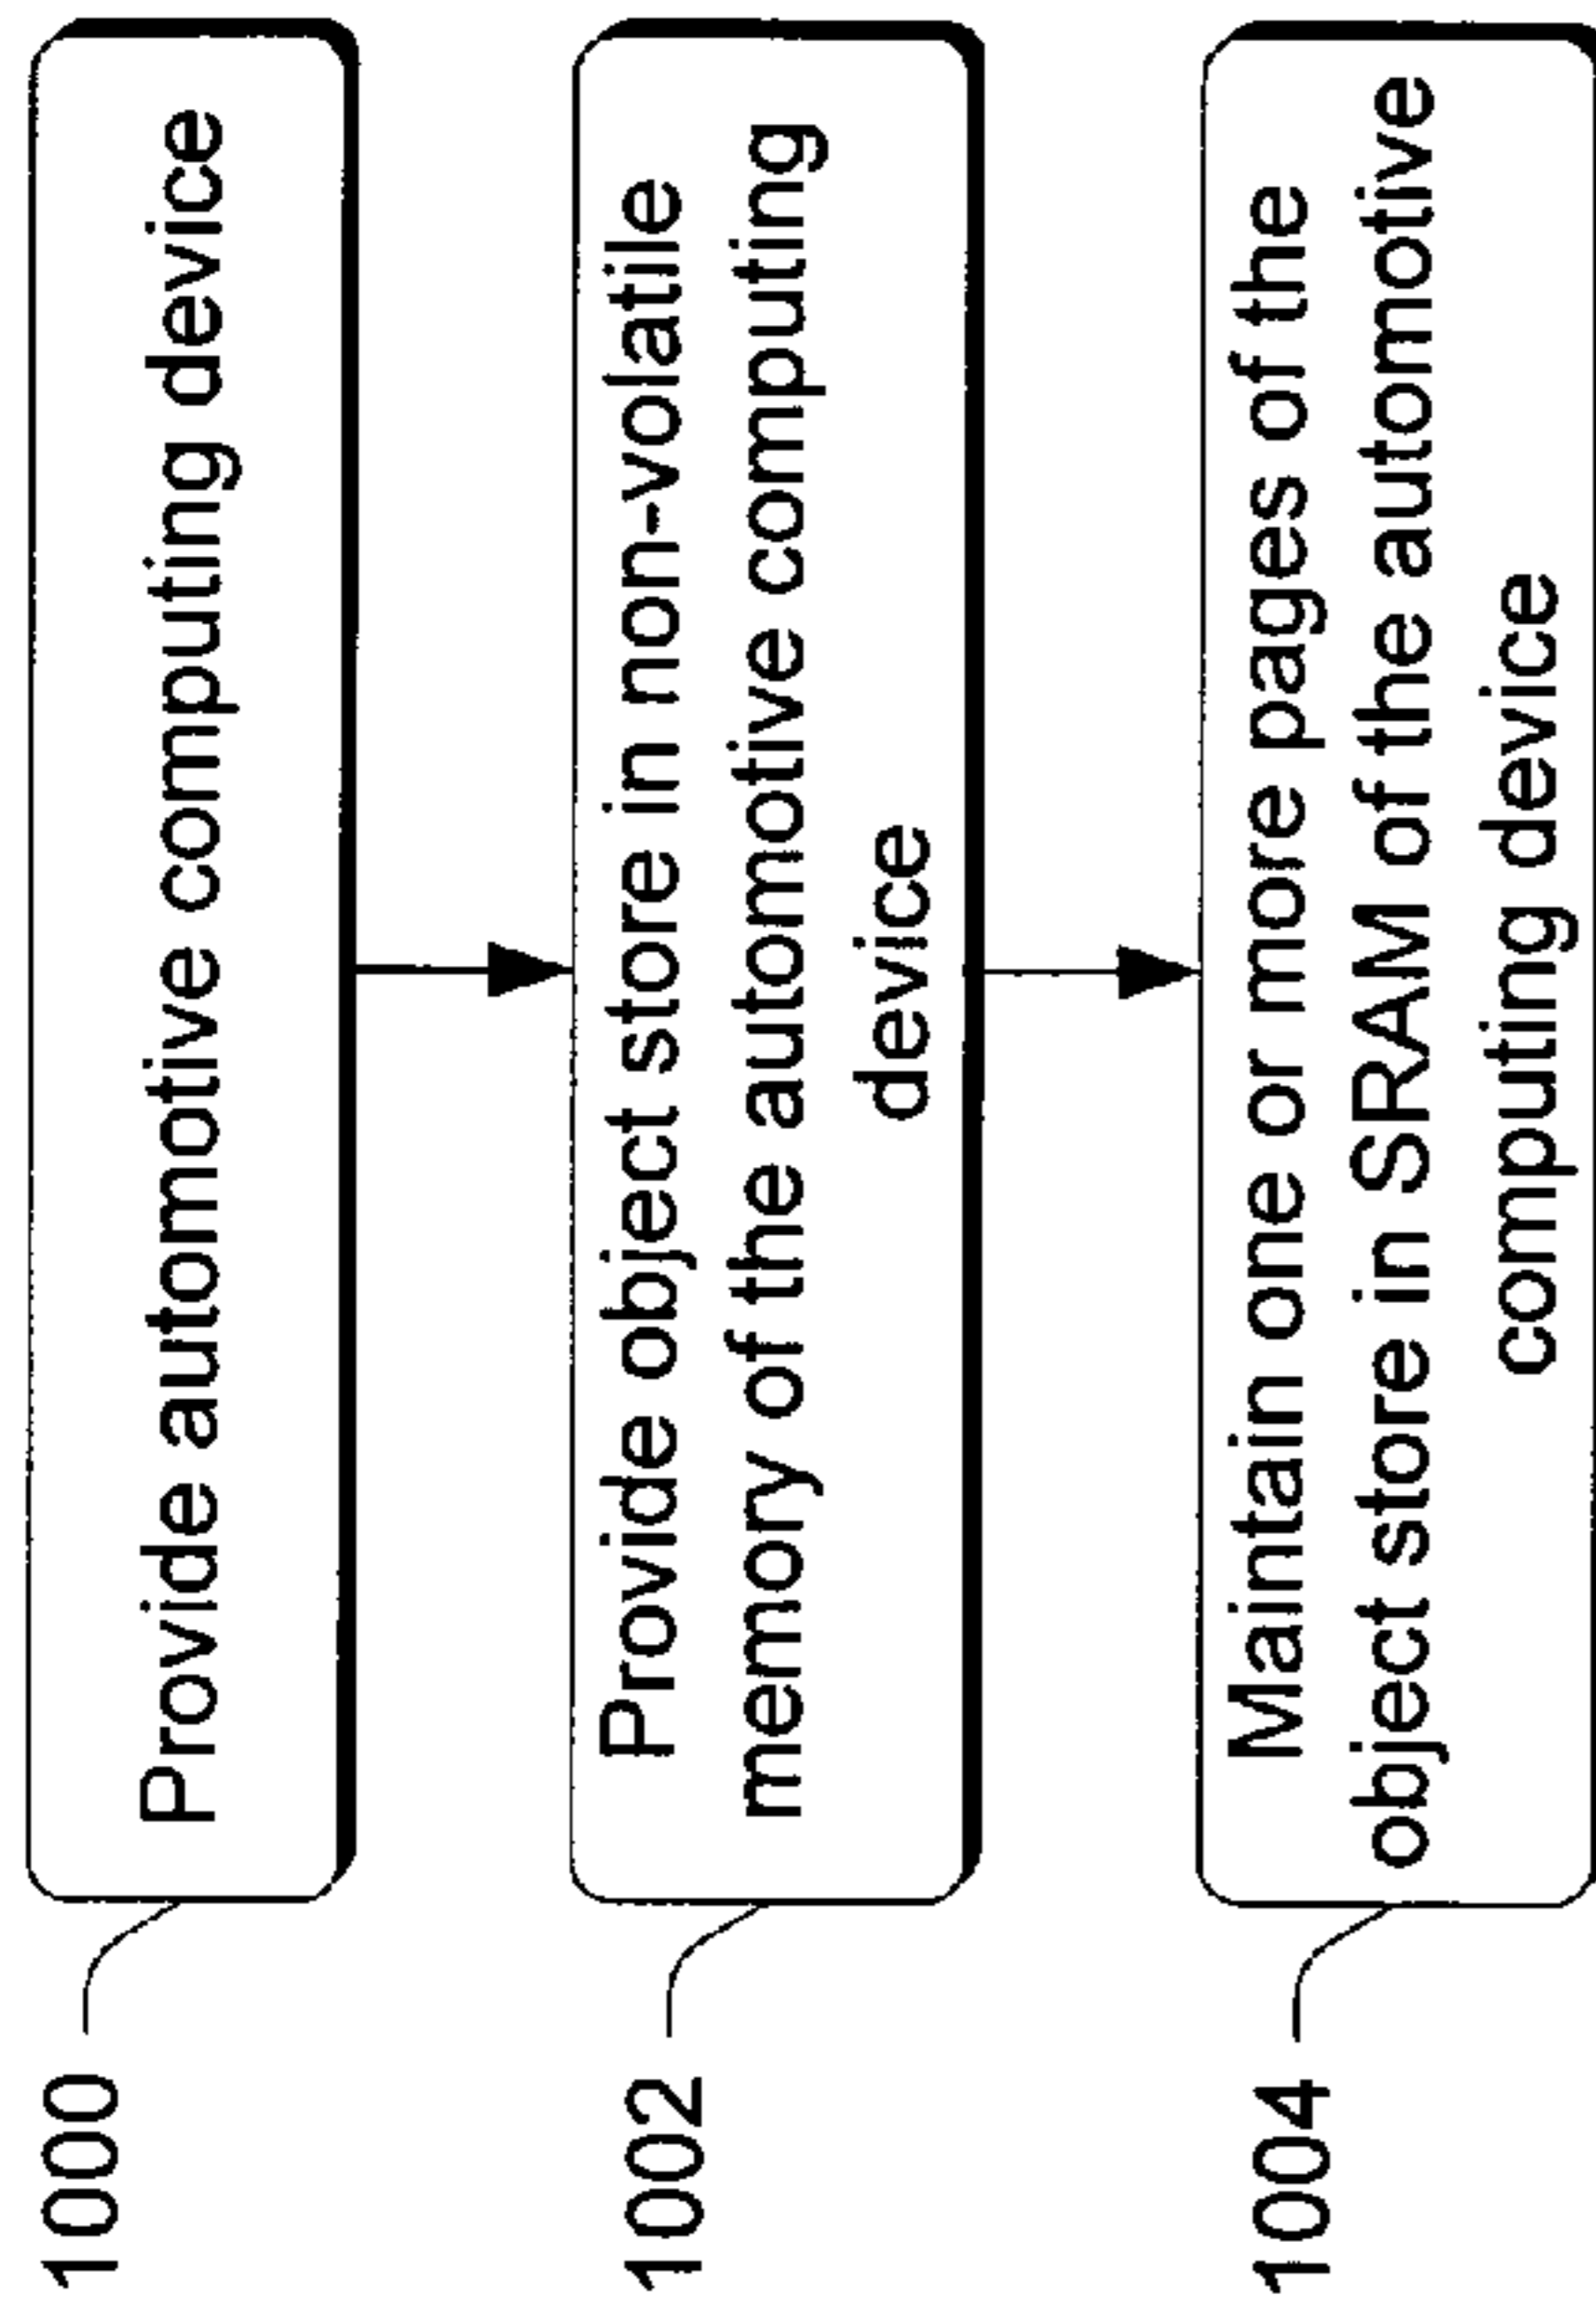 1000
Provide automotive computing device
1002
Provide object store in non-volatile
memory of the automotive computing
device
1004
Maintain one or more pages of the
object store in SRAM of the automotive
computing device